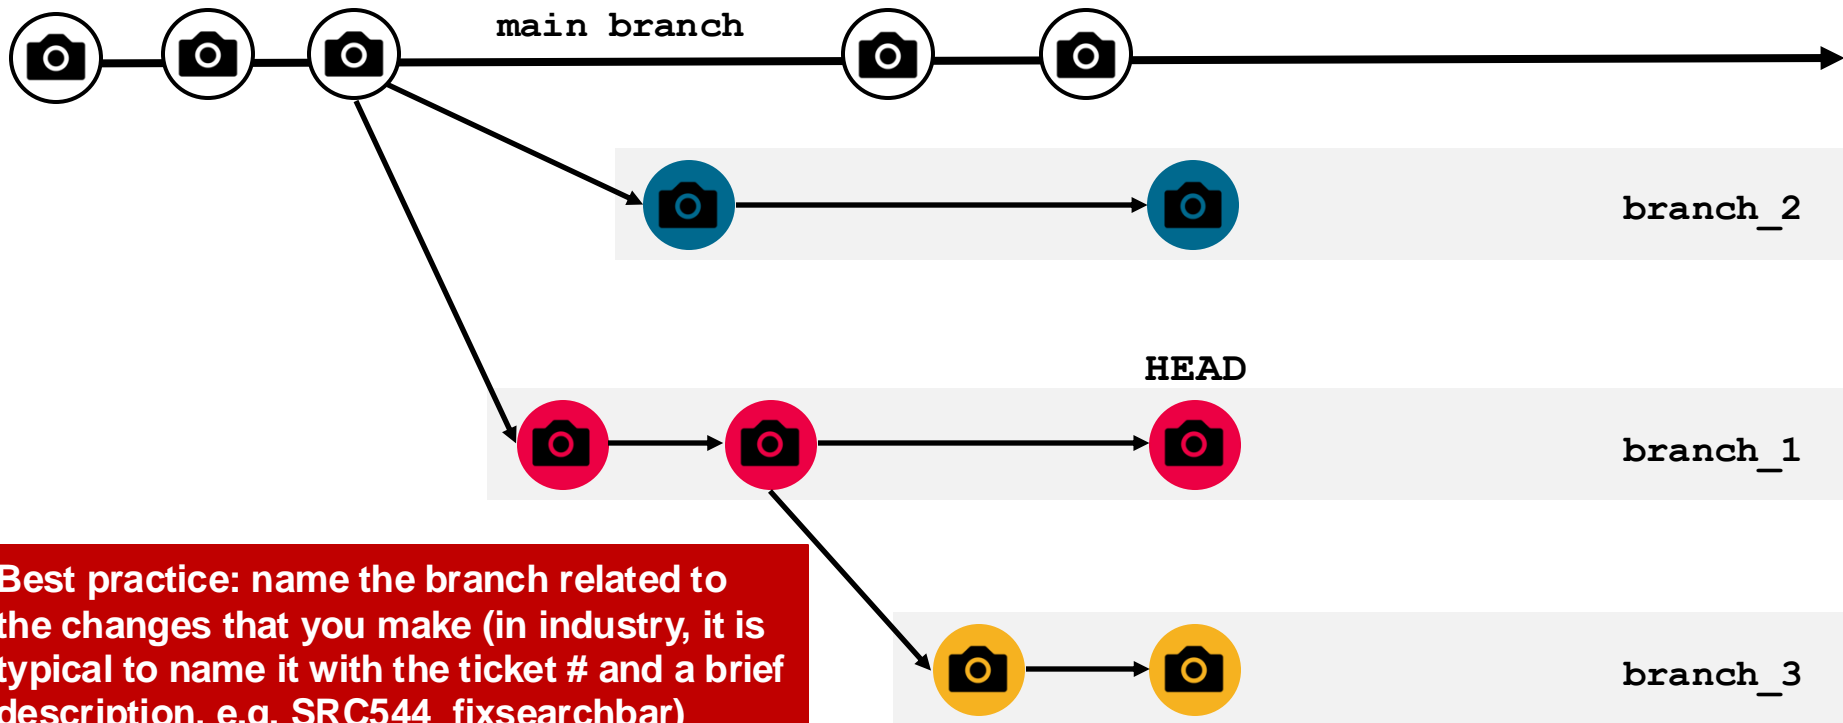 main branch
branch_2
HEAD
branch_1
Best practice: name the branch related to
the changes that you make (in industry, it is
typical to name it with the ticket # and a brief
description, e.g. SRC544_fixsearchbar)
branch_3